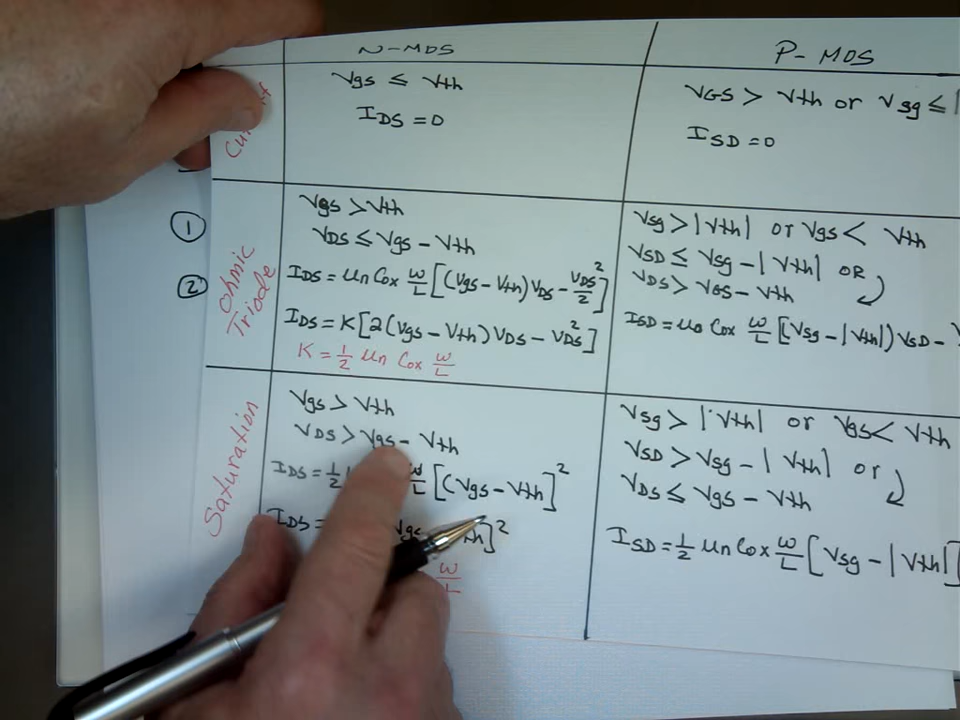 N-MOS
P-MOS
Vgs ≤ Vth
IDS = 0
VGS > Vth or Vsg ≤ |
ISD = 0
①
②
Ohmic
Triode
Vgs > Vth
VDS ≤ Vgs - Vth
IDS = un Cox W/L [(Vgs - Vth) VDS - VDS²/2]
IDS = K[2(Vgs - Vth) VDS - VDS²]
K = 1/2 un Cox W/L
Vsg > |Vth| or Vgs < Vth
VSD ≤ Vsg - |Vth| OR
VDS > VGS - Vth
Cox W/L [(Vsg - |Vth|) VSD -
Saturation
Vgs > Vth
VDS > Vgs - Vth
IDS = 1/2 W/L [(Vgs - Vth]²
IDS = ]²
W/L
Vsg > |Vth| or Vgs < Vth
VSD > Vsg - |Vth| or
VDS ≤ Vgs - Vth
ISD = 1/2 un Cox W/L [Vsg - |Vth|]